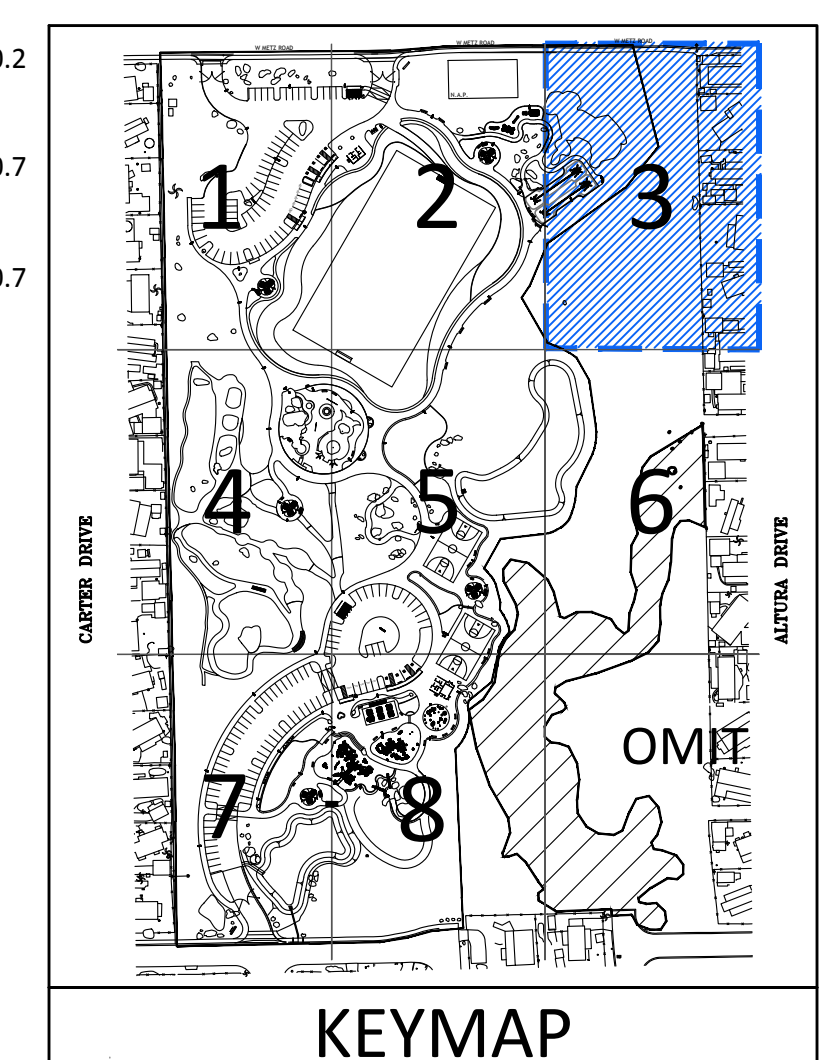 0.2
0.7
0.7
W METZ ROAD
W METZ ROAD
W METZ ROAD
N.A.P.
1
2
3
4
5
6
CARTER DRIVE
ALTURA DRIVE
7
8
OMIT
KEYMAP